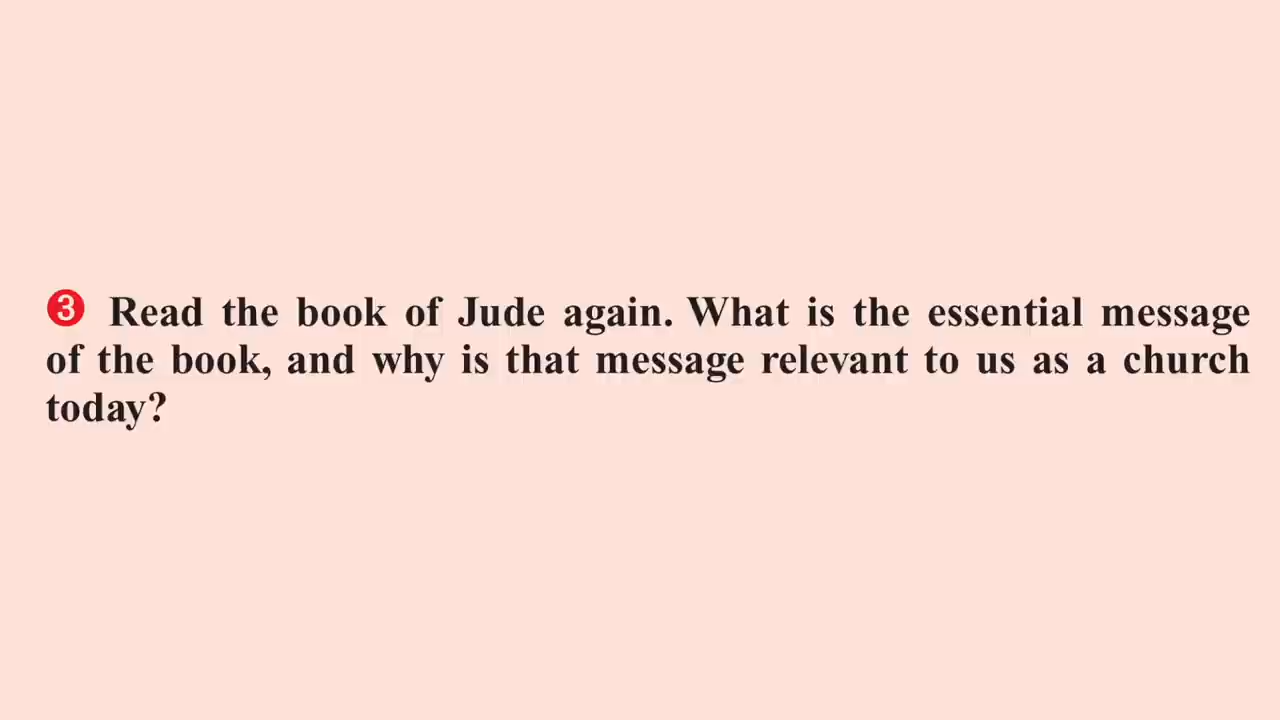 ❸ Read the book of Jude again. What is the essential message
of the book, and why is that message relevant to us as a church
today?